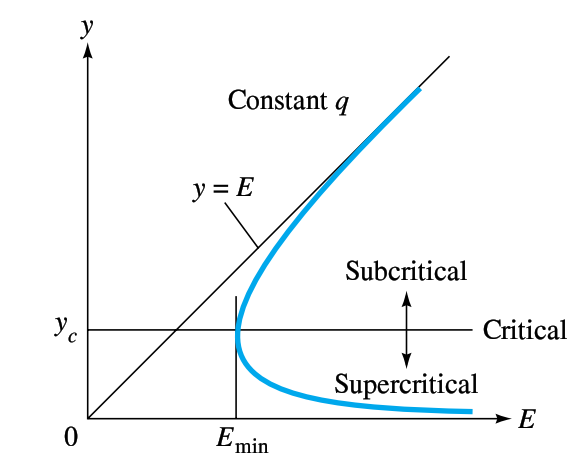 y
Constant q
y = E
Subcritical
y_c
Critical
Supercritical
E
0
E_min